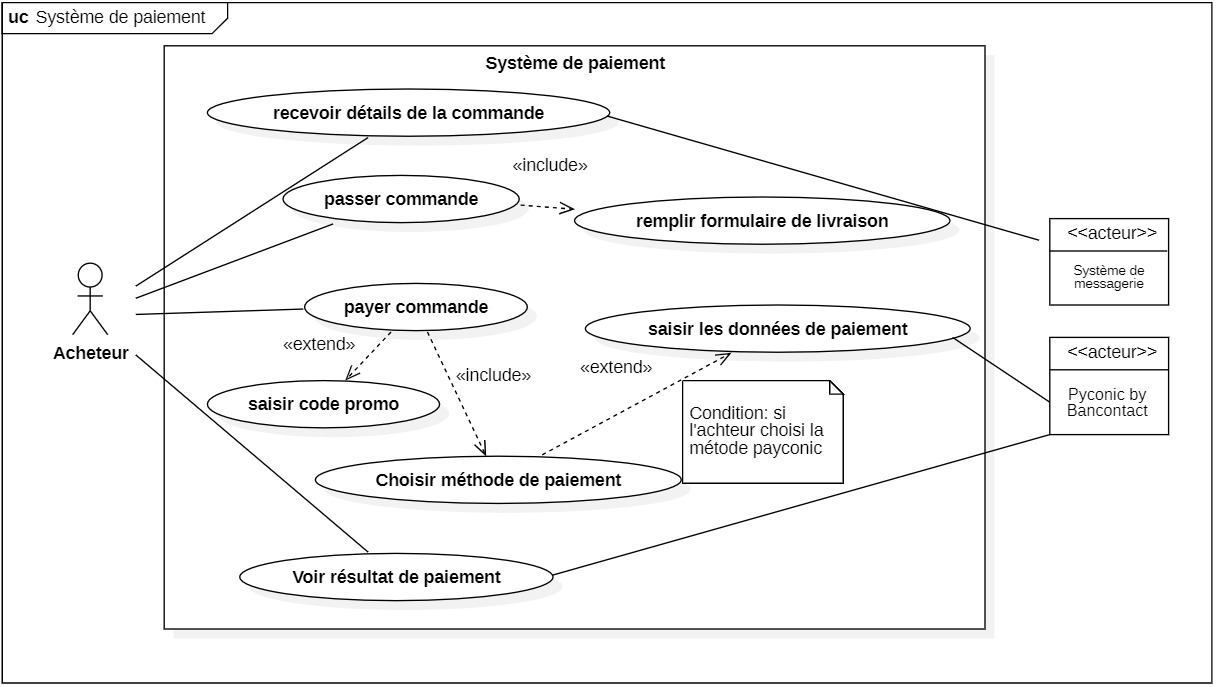 uc Système de paiement
Système de paiement
recevoir détails de la commande
«include»
passer commande
remplir formulaire de livraison
<<acteur>>
Système de
messagerie
payer commande
saisir les données de paiement
Acheteur
«extend»
«include»
«extend»
<<acteur>>
Pyconic by
Bancontact
saisir code promo
Condition: si
l'achteur choisi la
métode payconic
Choisir méthode de paiement
Voir résultat de paiement